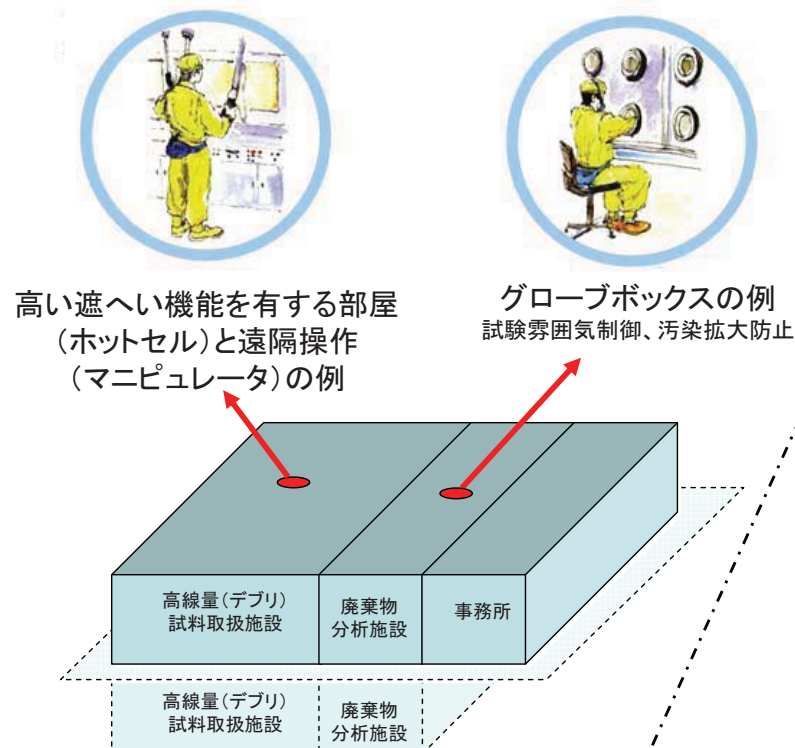 高い遮へい機能を有する部屋
（ホットセル）と遠隔操作
（マニピュレータ）の例
グローブボックスの例
試験雰囲気制御、汚染拡大防止
高線量（デブリ）
試料取扱施設
廃棄物
分析施設
事務所
高線量（デブリ）
試料取扱施設
廃棄物
分析施設